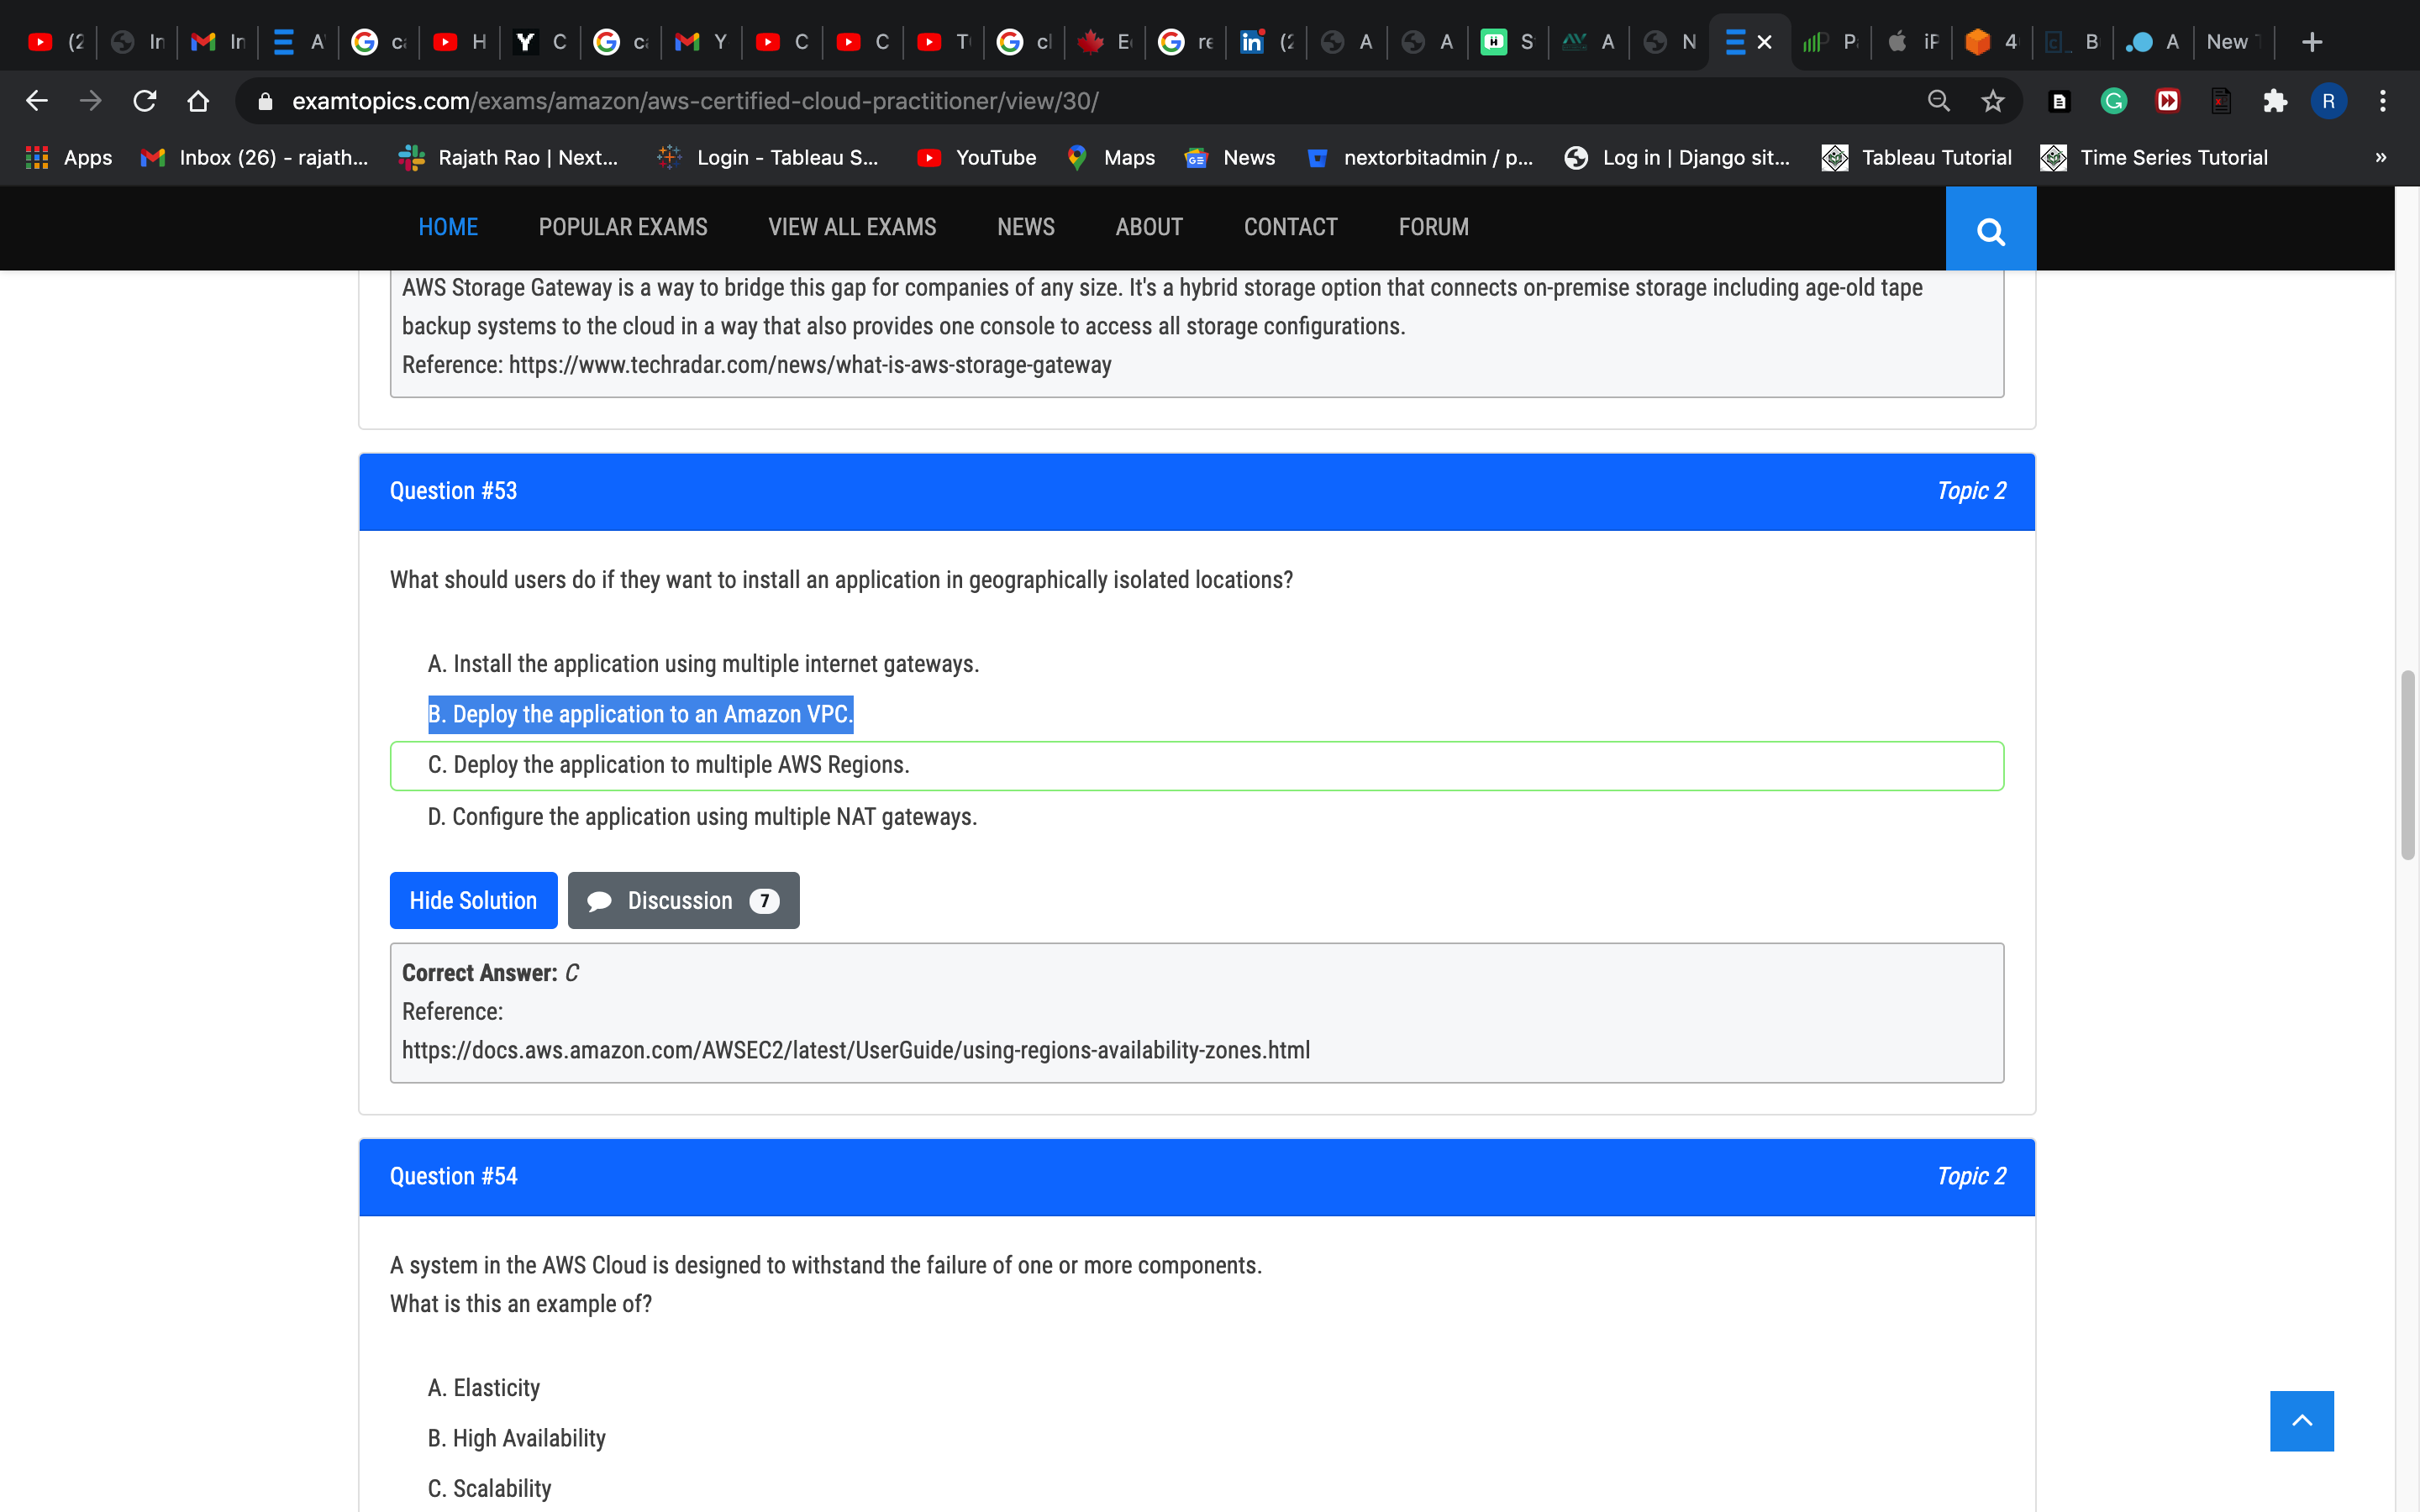 (2 In In A' ca H C ca Y C C T cl E re (2 A A S A N P iP 4 B A New
examtopics.com/exams/amazon/aws-certified-cloud-practitioner/view/30/
R
Apps Inbox (26) - rajath... Rajath Rao | Next... Login - Tableau S... YouTube Maps News nextorbitadmin / p... Log in | Django sit... Tableau Tutorial Time Series Tutorial »
HOME POPULAR EXAMS VIEW ALL EXAMS NEWS ABOUT CONTACT FORUM
AWS Storage Gateway is a way to bridge this gap for companies of any size. It's a hybrid storage option that connects on-premise storage including age-old tape
backup systems to the cloud in a way that also provides one console to access all storage configurations.
Reference: https://www.techradar.com/news/what-is-aws-storage-gateway
Question #53 Topic 2
What should users do if they want to install an application in geographically isolated locations?
A. Install the application using multiple internet gateways.
B. Deploy the application to an Amazon VPC.
C. Deploy the application to multiple AWS Regions.
D. Configure the application using multiple NAT gateways.
Hide Solution Discussion 7
Correct Answer: C
Reference:
https://docs.aws.amazon.com/AWSEC2/latest/UserGuide/using-regions-availability-zones.html
Question #54 Topic 2
A system in the AWS Cloud is designed to withstand the failure of one or more components.
What is this an example of?
A. Elasticity
B. High Availability
C. Scalability